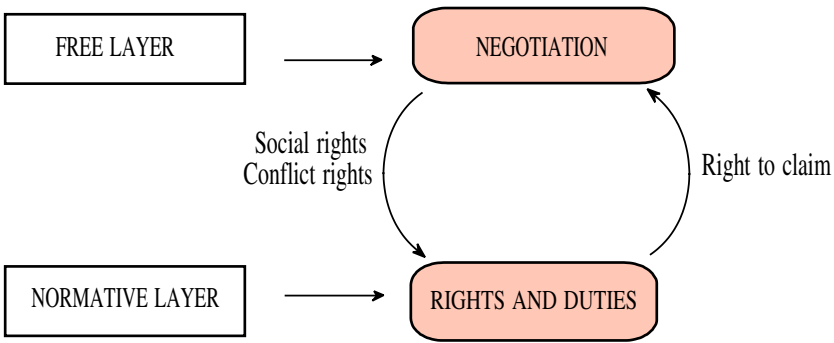 FREE LAYER
NEGOTIATION
Social rights
Conflict rights
Right to claim
NORMATIVE LAYER
RIGHTS AND DUTIES